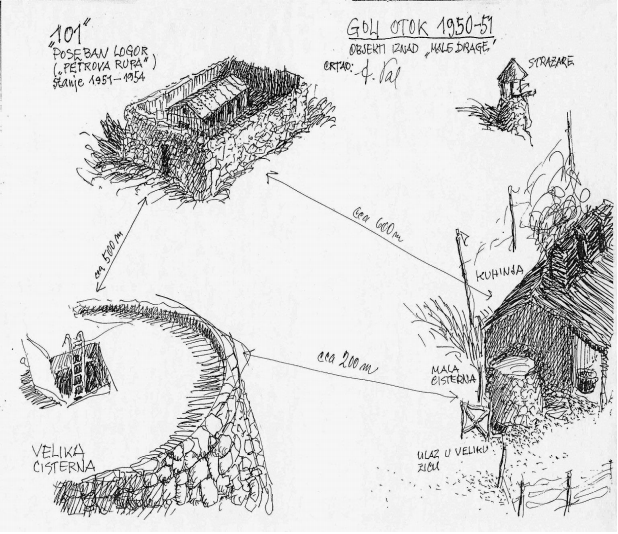 "101"
"POSEBAN LOGOR
("PETROVA RUPA")
Stanje 1951–1954
GOLI OTOK 1950-51
OBJEKTI IZNAD „MALE DRAGE"
CRTAO:
STRAŽARE
cca 500 m
cca 600 m
KUHINJA
cca 200 m
MALA
CISTERNA
VELIKA
CISTERNA
ULAZ U VELIKU
ŽICU